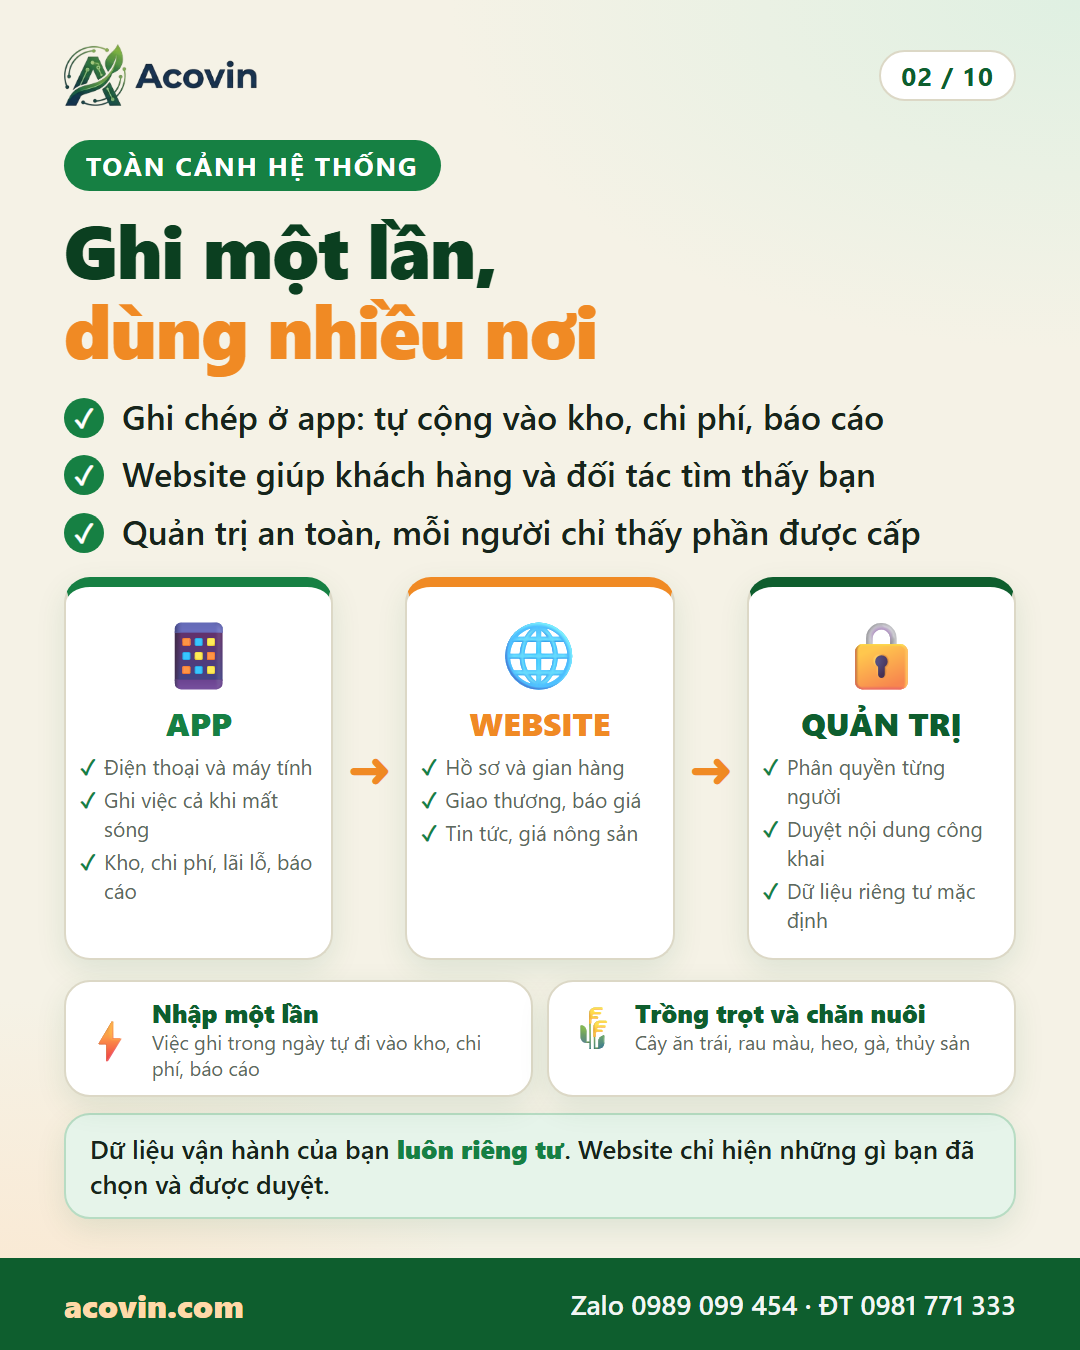 Acovin
02 / 10
TOÀN CẢNH HỆ THỐNG
Ghi một lần,
dùng nhiều nơi
Ghi chép ở app: tự cộng vào kho, chi phí, báo cáo
Website giúp khách hàng và đối tác tìm thấy bạn
Quản trị an toàn, mỗi người chỉ thấy phần được cấp
APP
Điện thoại và máy tính
Ghi việc cả khi mất
sóng
Kho, chi phí, lãi lỗ, báo
cáo
WEBSITE
Hồ sơ và gian hàng
Giao thương, báo giá
Tin tức, giá nông sản
QUẢN TRỊ
Phân quyền từng
người
Duyệt nội dung công
khai
Dữ liệu riêng tư mặc
định
Nhập một lần
Việc ghi trong ngày tự đi vào kho, chi
phí, báo cáo
Trồng trọt và chăn nuôi
Cây ăn trái, rau màu, heo, gà, thủy sản
Dữ liệu vận hành của bạn luôn riêng tư. Website chỉ hiện những gì bạn đã
chọn và được duyệt.
acovin.com
Zalo 0989 099 454 · ĐT 0981 771 333